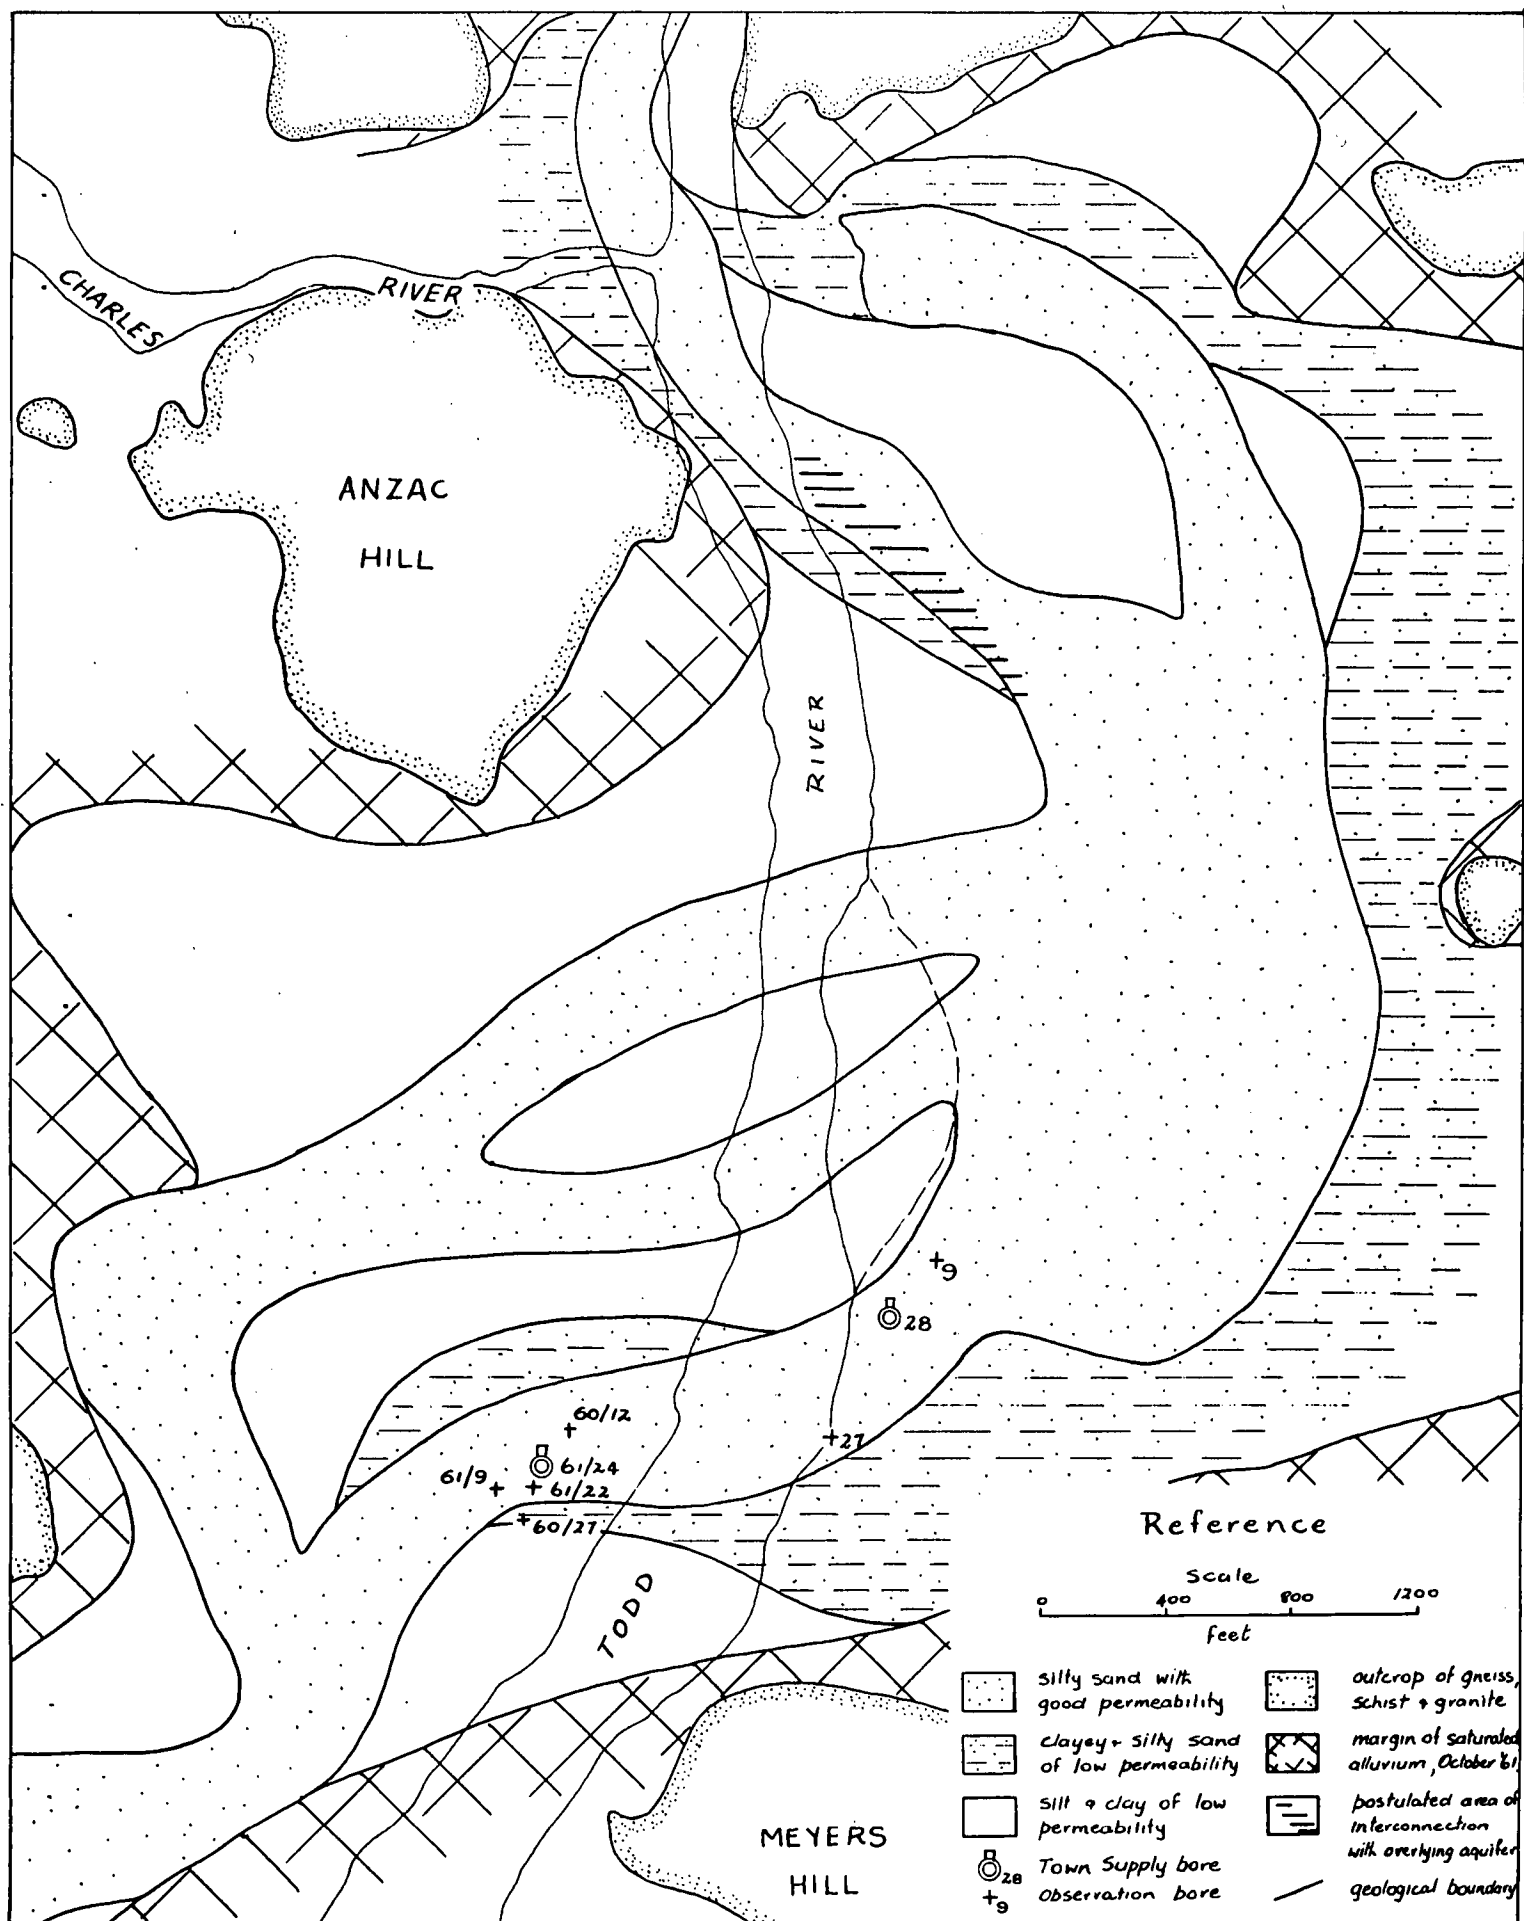 CHARLES
RIVER
ANZAC
HILL
RIVER
+9
28
60/12
61/24
61/9
61/22
60/27
+27
TODD
MEYERS
HILL
Reference
Scale
0 400 800 1200
feet
silty sand with
good permeability
clayey + silty sand
of low permeability
silt & clay of low
permeability
28 Town Supply bore
+9 Observation bore
outcrop of gneiss,
schist + granite
margin of saturated
alluvium, October '61
postulated area of
interconnection
with overlying aquifer
geological boundary